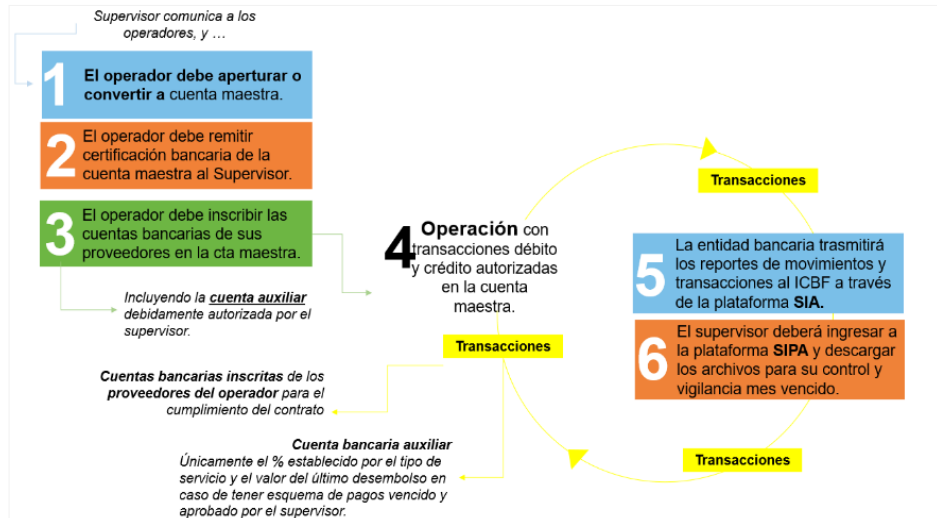 Supervisor comunica a los
operadores, y …
1
El operador debe aperturar o
convertir a cuenta maestra.
2
El operador debe remitir
certificación bancaria de la
cuenta maestra al Supervisor.
3
El operador debe inscribir las
cuentas bancarias de sus
proveedores en la cta maestra.
Incluyendo la cuenta auxiliar
debidamente autorizada por el
supervisor.
4
Operación con
transacciones débito
y crédito autorizadas
en la cuenta
maestra.
Transacciones
Cuentas bancarias inscritas de los
proveedores del operador para el
cumplimiento del contrato
Cuenta bancaria auxiliar
Únicamente el % establecido por el tipo de
servicio y el valor del último desembolso en
caso de tener esquema de pagos vencido y
aprobado por el supervisor.
Transacciones
5
La entidad bancaria trasmitirá
los reportes de movimientos y
transacciones al ICBF a través
de la plataforma SIA.
6
El supervisor deberá ingresar a
la plataforma SIPA y descargar
los archivos para su control y
vigilancia mes vencido.
Transacciones